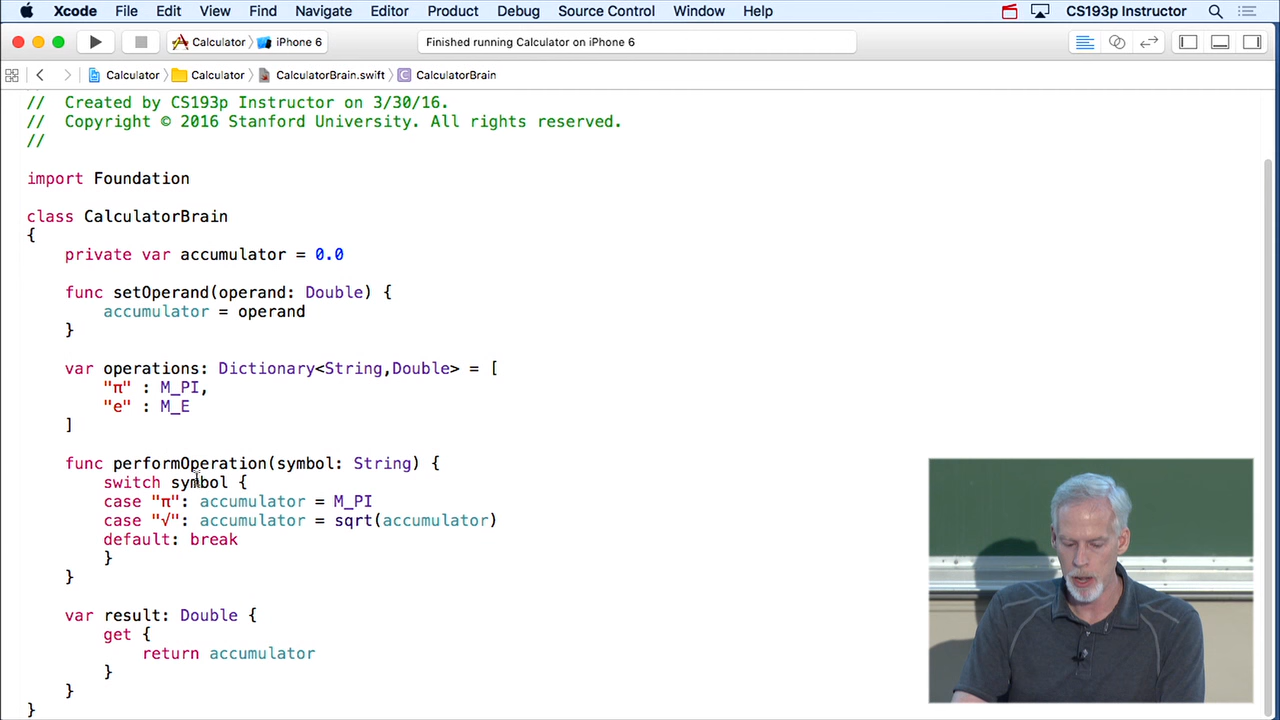 Xcode File Edit View Find Navigate Editor Product Debug Source Control Window Help CS193p Instructor
Calculator iPhone 6 Finished running Calculator on iPhone 6
Calculator Calculator CalculatorBrain.swift C CalculatorBrain
// Created by CS193p Instructor on 3/30/16.
// Copyright © 2016 Stanford University. All rights reserved.
//
import Foundation
class CalculatorBrain
{
private var accumulator = 0.0
func setOperand(operand: Double) {
accumulator = operand
}
var operations: Dictionary<String,Double> = [
"π" : M_PI,
"e" : M_E
]
func performOperation(symbol: String) {
switch symbol {
case "π": accumulator = M_PI
case "√": accumulator = sqrt(accumulator)
default: break
}
}
var result: Double {
get {
return accumulator
}
}
}